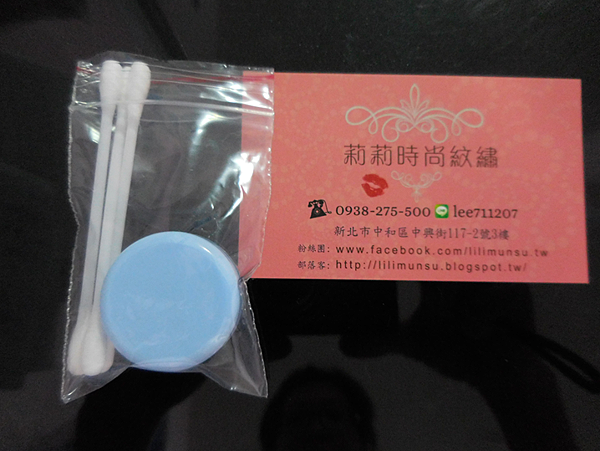 莉莉時尚紋繡
0938-275-500 lee711207
新北市中和區中興街117-2號3樓
粉絲團: www.facebook.com/lilimunsu.tw
部落客: http://lilimunsu.blogspot.tw/